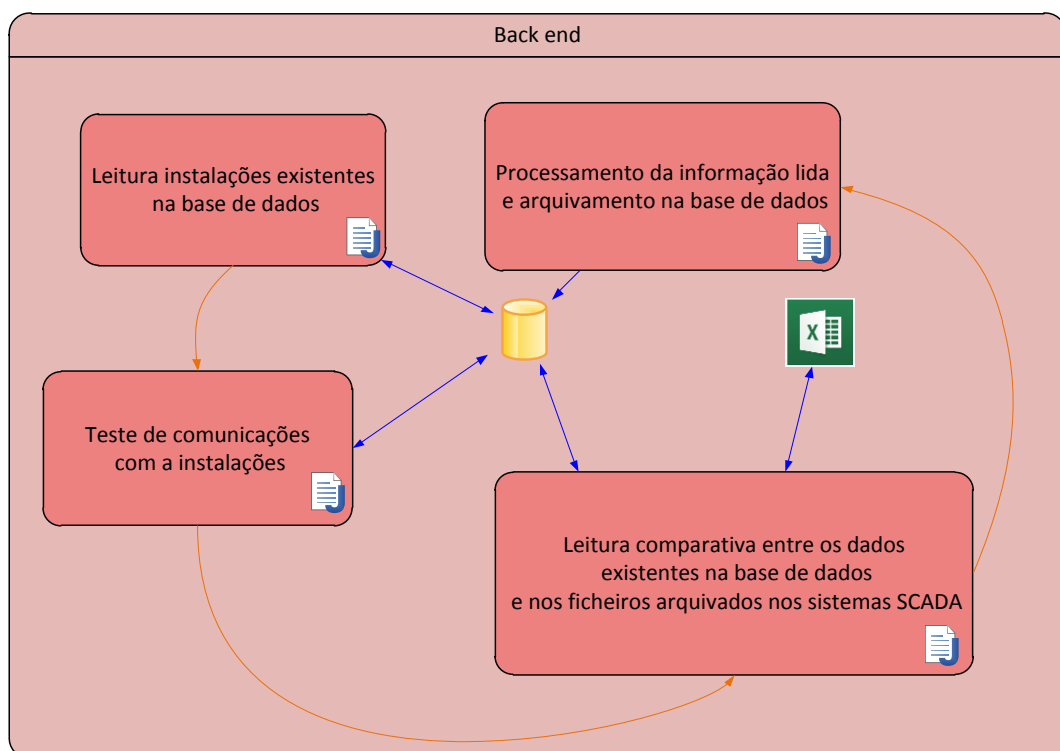 Back end
Leitura instalações existentes
na base de dados
Processamento da informação lida
e arquivamento na base de dados
Teste de comunicações
com a instalações
Leitura comparativa entre os dados
existentes na base de dados
e nos ficheiros arquivados nos sistemas SCADA